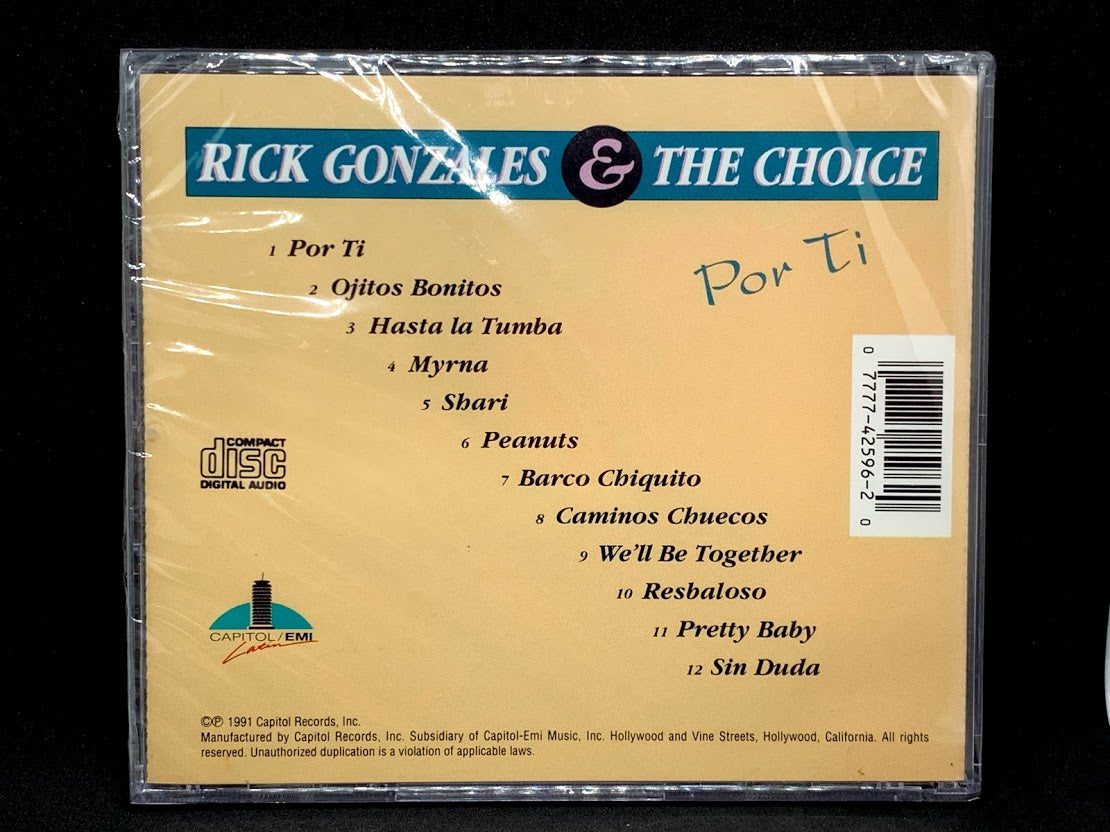 RICK GONZALES & THE CHOICE
Por Ti
1 Por Ti
2 Ojitos Bonitos
3 Hasta la Tumba
4 Myrna
5 Shari
6 Peanuts
7 Barco Chiquito
8 Caminos Chuecos
9 We'll Be Together
10 Resbaloso
11 Pretty Baby
12 Sin Duda
0 7777-42596-2 0
COMPACT
disc
DIGITAL AUDIO
CAPITOL/EMI
Latin
©℗ 1991 Capitol Records, Inc.
Manufactured by Capitol Records, Inc. Subsidiary of Capitol-Emi Music, Inc. Hollywood and Vine Streets, Hollywood, California. All rights
reserved. Unauthorized duplication is a violation of applicable laws.